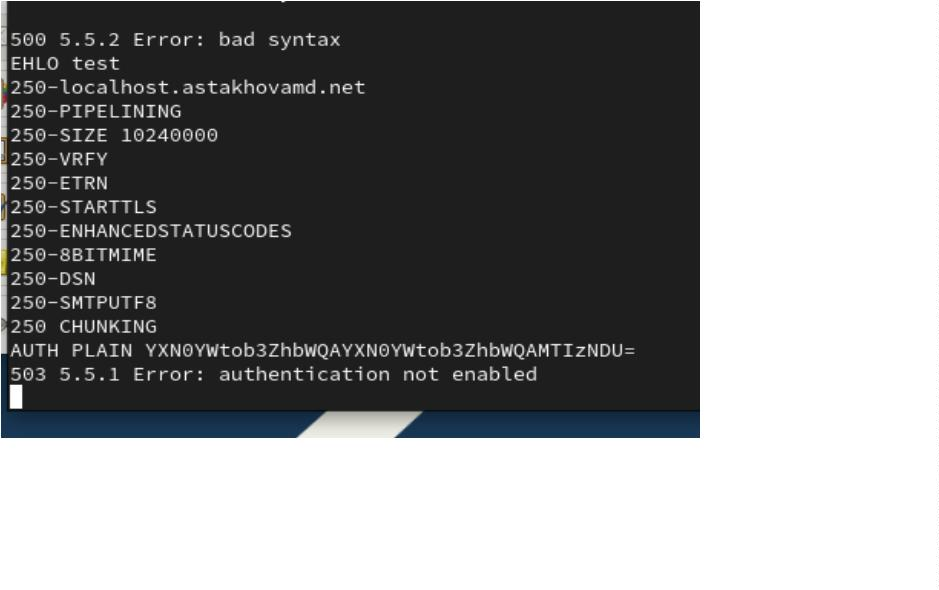 500 5.5.2 Error: bad syntax
EHLO test
250-localhost.astakhovamd.net
250-PIPELINING
250-SIZE 10240000
250-VRFY
250-ETRN
250-STARTTLS
250-ENHANCEDSTATUSCODES
250-8BITMIME
250-DSN
250-SMTPUTF8
250 CHUNKING
AUTH PLAIN YXN0YWtob3ZhbWQAYXN0YWtob3ZhbWQAMTIzNDU=
503 5.5.1 Error: authentication not enabled